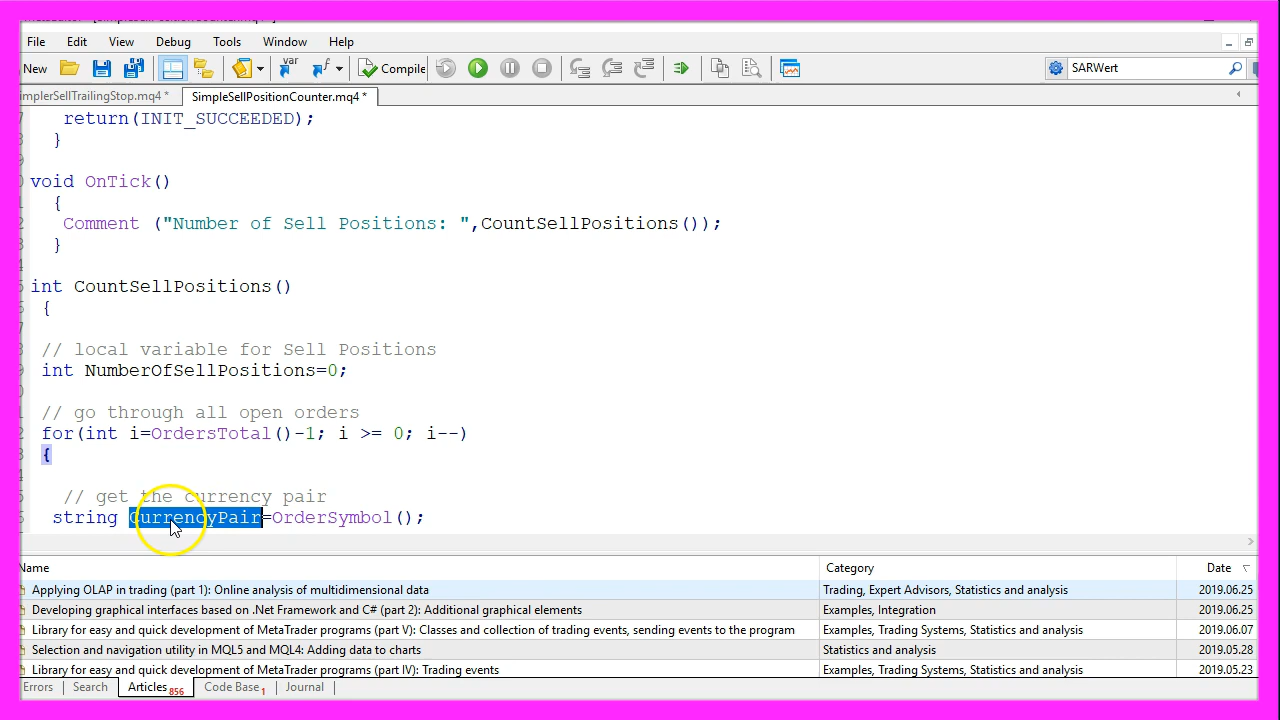 File Edit View Debug Tools Window Help
New Compile SARWert
SimpleSellPositionCounter.mq4 *
return(INIT_SUCCEEDED);
}
void OnTick()
{
Comment ("Number of Sell Positions: ",CountSellPositions());
}
int CountSellPositions()
{
// local variable for Sell Positions
int NumberOfSellPositions=0;
// go through all open orders
for(int i=OrdersTotal()-1; i >= 0; i--)
{
// get the currency pair
string CurrencyPair=OrderSymbol();
Name Category Date
Applying OLAP in trading (part 1): Online analysis of multidimensional data Trading, Expert Advisors, Statistics and analysis 2019.06.25
Developing graphical interfaces based on .Net Framework and C# (part 2): Additional graphical elements Examples, Integration 2019.06.25
Library for easy and quick development of MetaTrader programs (part V): Classes and collection of trading events, sending events to the program Examples, Trading Systems, Statistics and analysis 2019.06.07
Selection and navigation utility in MQL5 and MQL4: Adding data to charts Statistics and analysis 2019.05.28
Library for easy and quick development of MetaTrader programs (part IV): Trading events Examples, Trading Systems, Statistics and analysis 2019.05.23
Errors Search Articles 856 Code Base 1 Journal